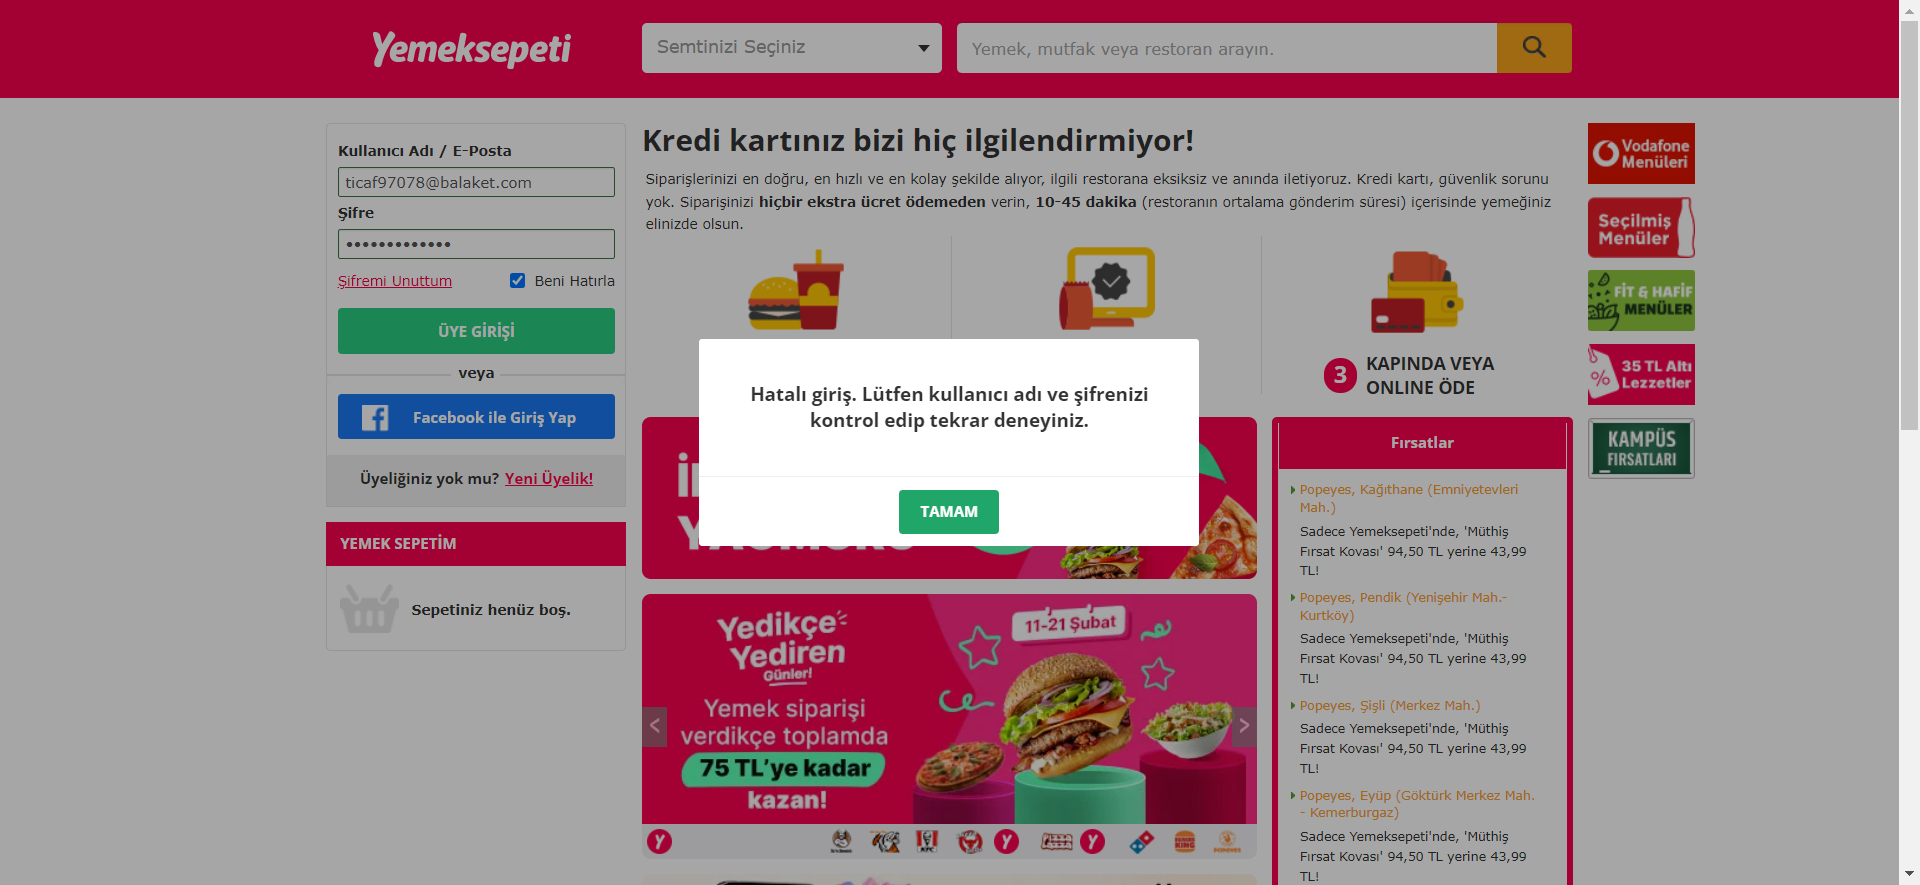 Yemeksepeti
Semtinizi Seçiniz
Yemek, mutfak veya restoran arayın.
Kullanıcı Adı / E-Posta
ticaf97078@balaket.com
Şifre
•••••••••••••
Şifremi Unuttum
Beni Hatırla
ÜYE GİRİŞİ
veya
Facebook ile Giriş Yap
Üyeliğiniz yok mu? Yeni Üyelik!
YEMEK SEPETİM
Sepetiniz henüz boş.
Kredi kartınız bizi hiç ilgilendirmiyor!
Siparişlerinizi en doğru, en hızlı ve en kolay şekilde alıyor, ilgili restorana eksiksiz ve anında iletiyoruz. Kredi kartı, güvenlik sorunu
yok. Siparişinizi hiçbir ekstra ücret ödemeden verin, 10-45 dakika (restoranın ortalama gönderim süresi) içerisinde yemeğiniz
elinizde olsun.
3 KAPINDA VEYA
ONLINE ÖDE
Hatalı giriş. Lütfen kullanıcı adı ve şifrenizi
kontrol edip tekrar deneyiniz.
TAMAM
Yedikçe
Yediren
Günler!
11-21 Şubat
Yemek siparişi
verdikçe toplamda
75 TL'ye kadar
kazan!
KFC
BURGER KING
Fırsatlar
Popeyes, Kağıthane (Emniyetevleri
Mah.)
Sadece Yemeksepeti'nde, 'Müthiş
Fırsat Kovası' 94,50 TL yerine 43,99
TL!
Popeyes, Pendik (Yenişehir Mah.-
Kurtköy)
Sadece Yemeksepeti'nde, 'Müthiş
Fırsat Kovası' 94,50 TL yerine 43,99
TL!
Popeyes, Şişli (Merkez Mah.)
Sadece Yemeksepeti'nde, 'Müthiş
Fırsat Kovası' 94,50 TL yerine 43,99
TL!
Popeyes, Eyüp (Göktürk Merkez Mah.
- Kemerburgaz)
Sadece Yemeksepeti'nde, 'Müthiş
Fırsat Kovası' 94,50 TL yerine 43,99
TL!
Vodafone
Menüleri
Seçilmiş
Menüler
FİT & HAFİF
MENÜLER
35 TL Altı
Lezzetler
%
KAMPÜS
FIRSATLARI